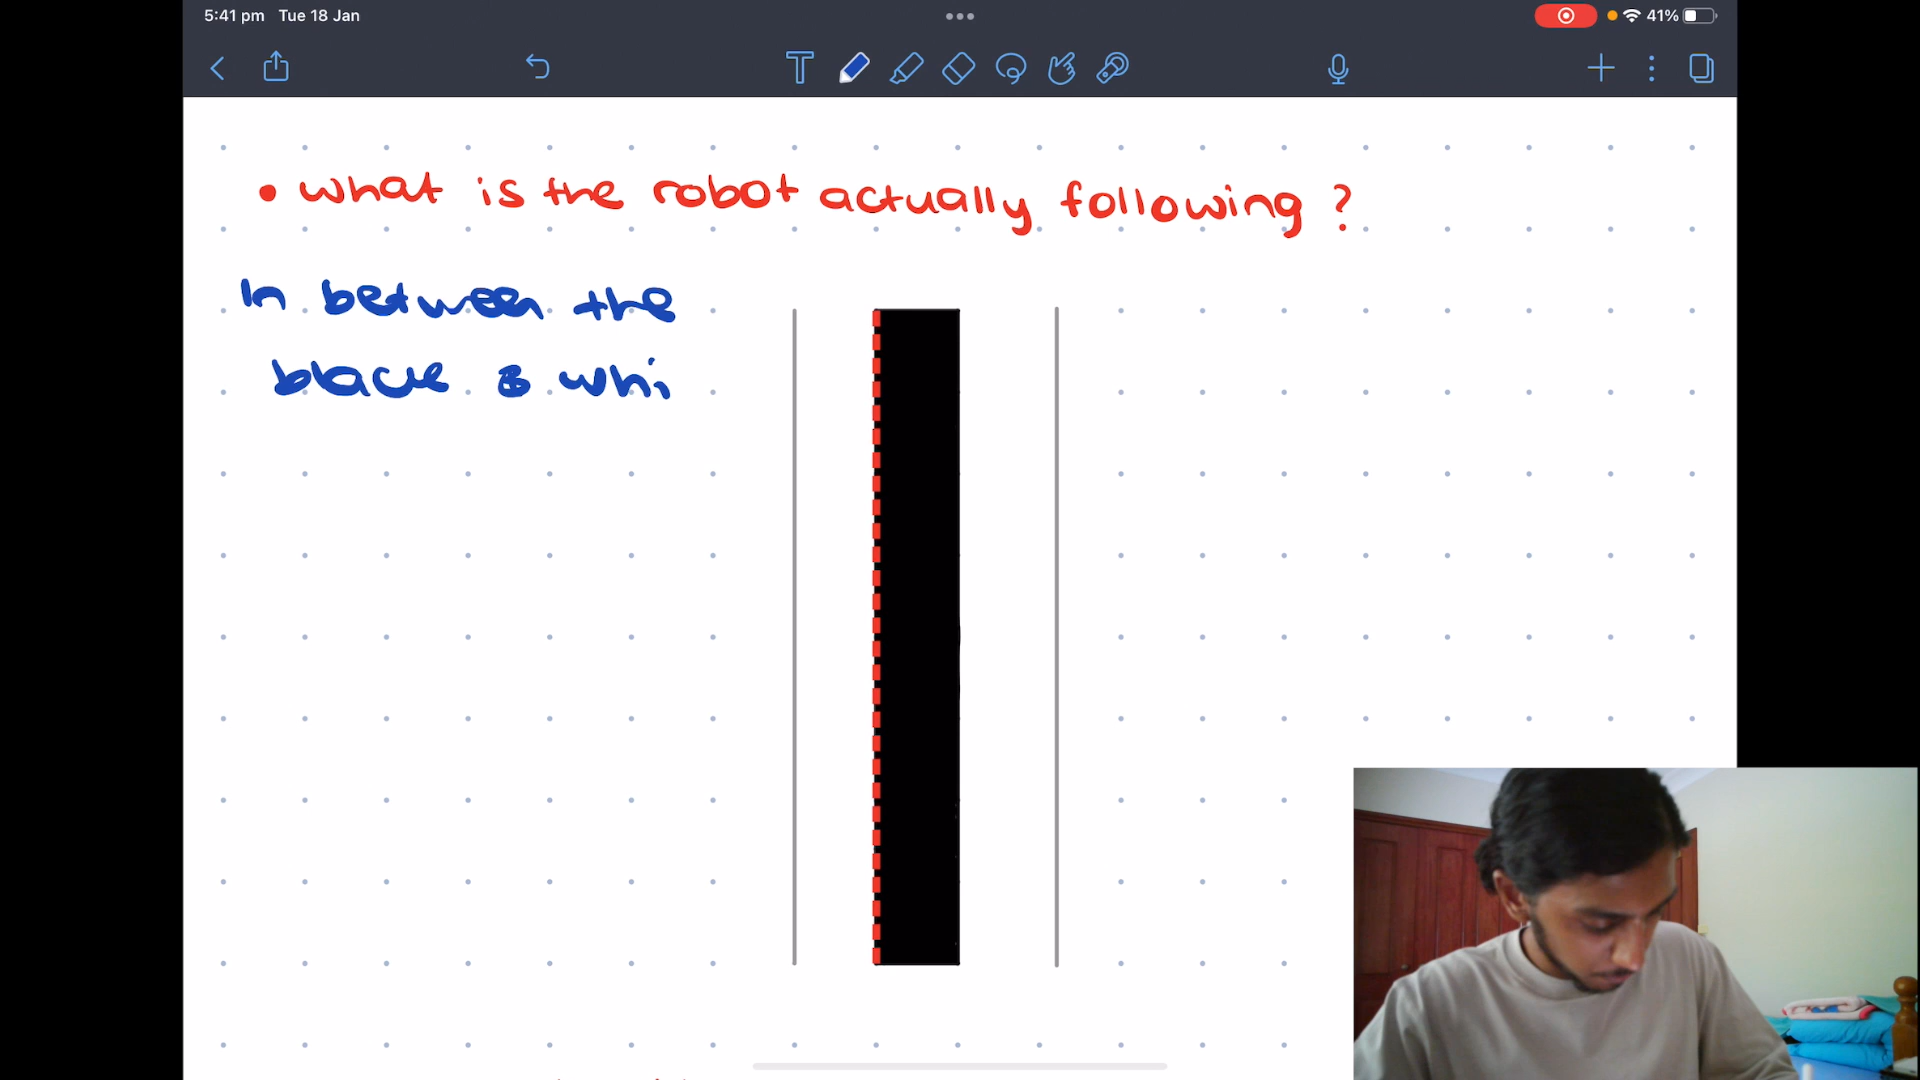 5:41 pm Tue 18 Jan
41%
• what is the robot actually following ?
In between the
black & whi